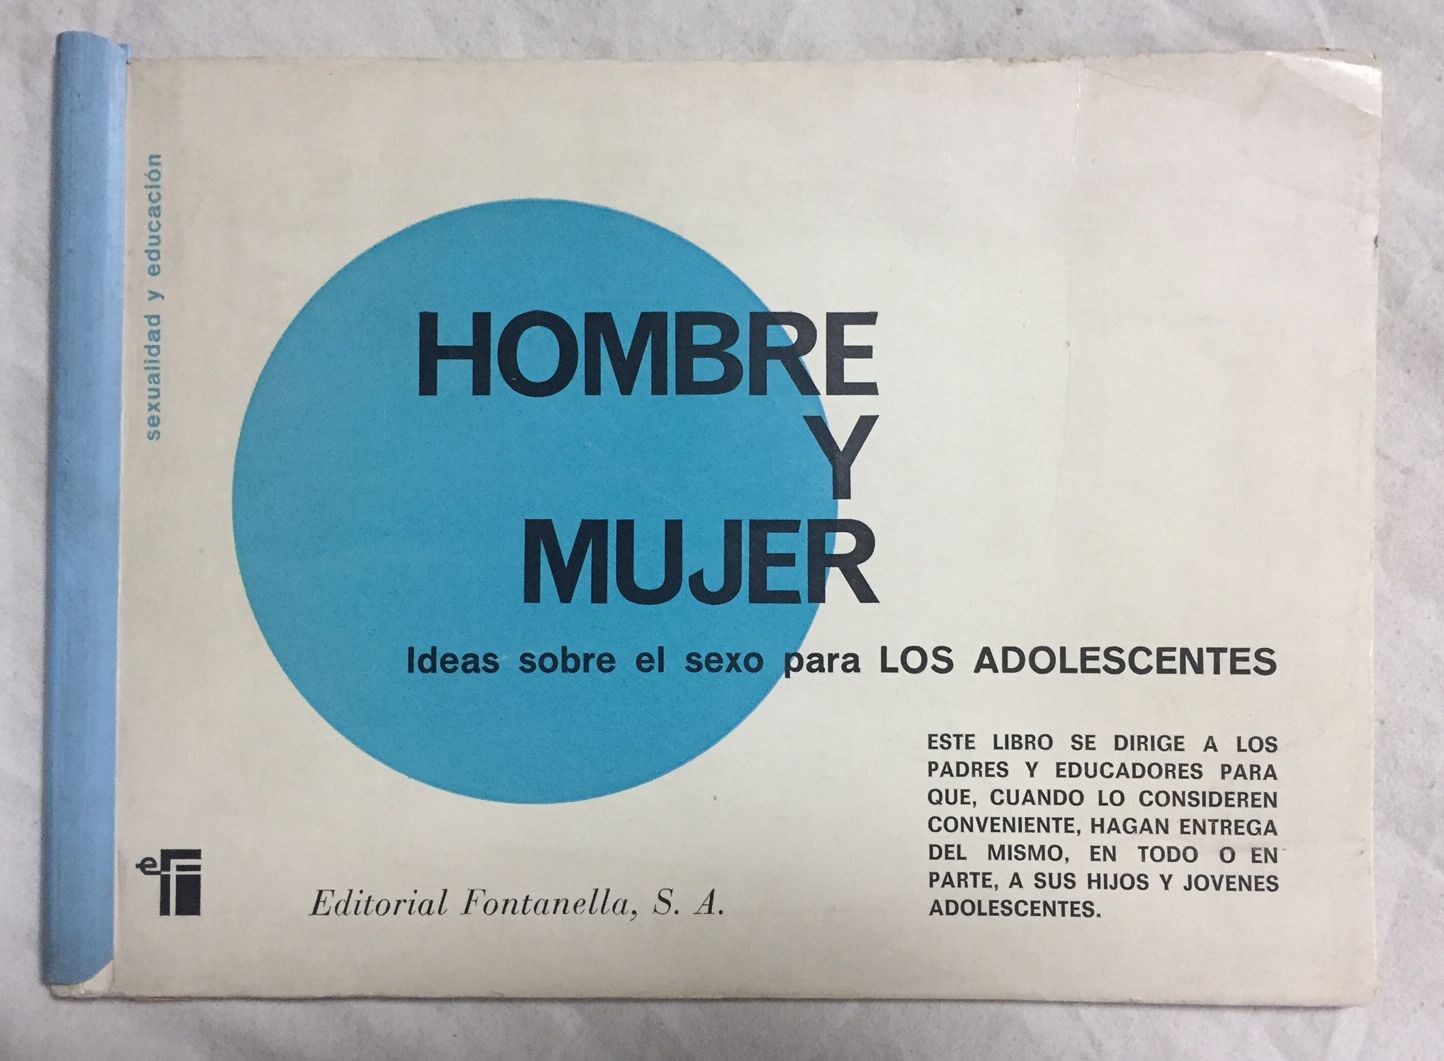 sexualidad y educación
HOMBRE
Y
MUJER
Ideas sobre el sexo para LOS ADOLESCENTES
ESTE LIBRO SE DIRIGE A LOS
PADRES Y EDUCADORES PARA
QUE, CUANDO LO CONSIDEREN
CONVENIENTE, HAGAN ENTREGA
DEL MISMO, EN TODO O EN
PARTE, A SUS HIJOS Y JOVENES
ADOLESCENTES.
ef
Editorial Fontanella, S. A.